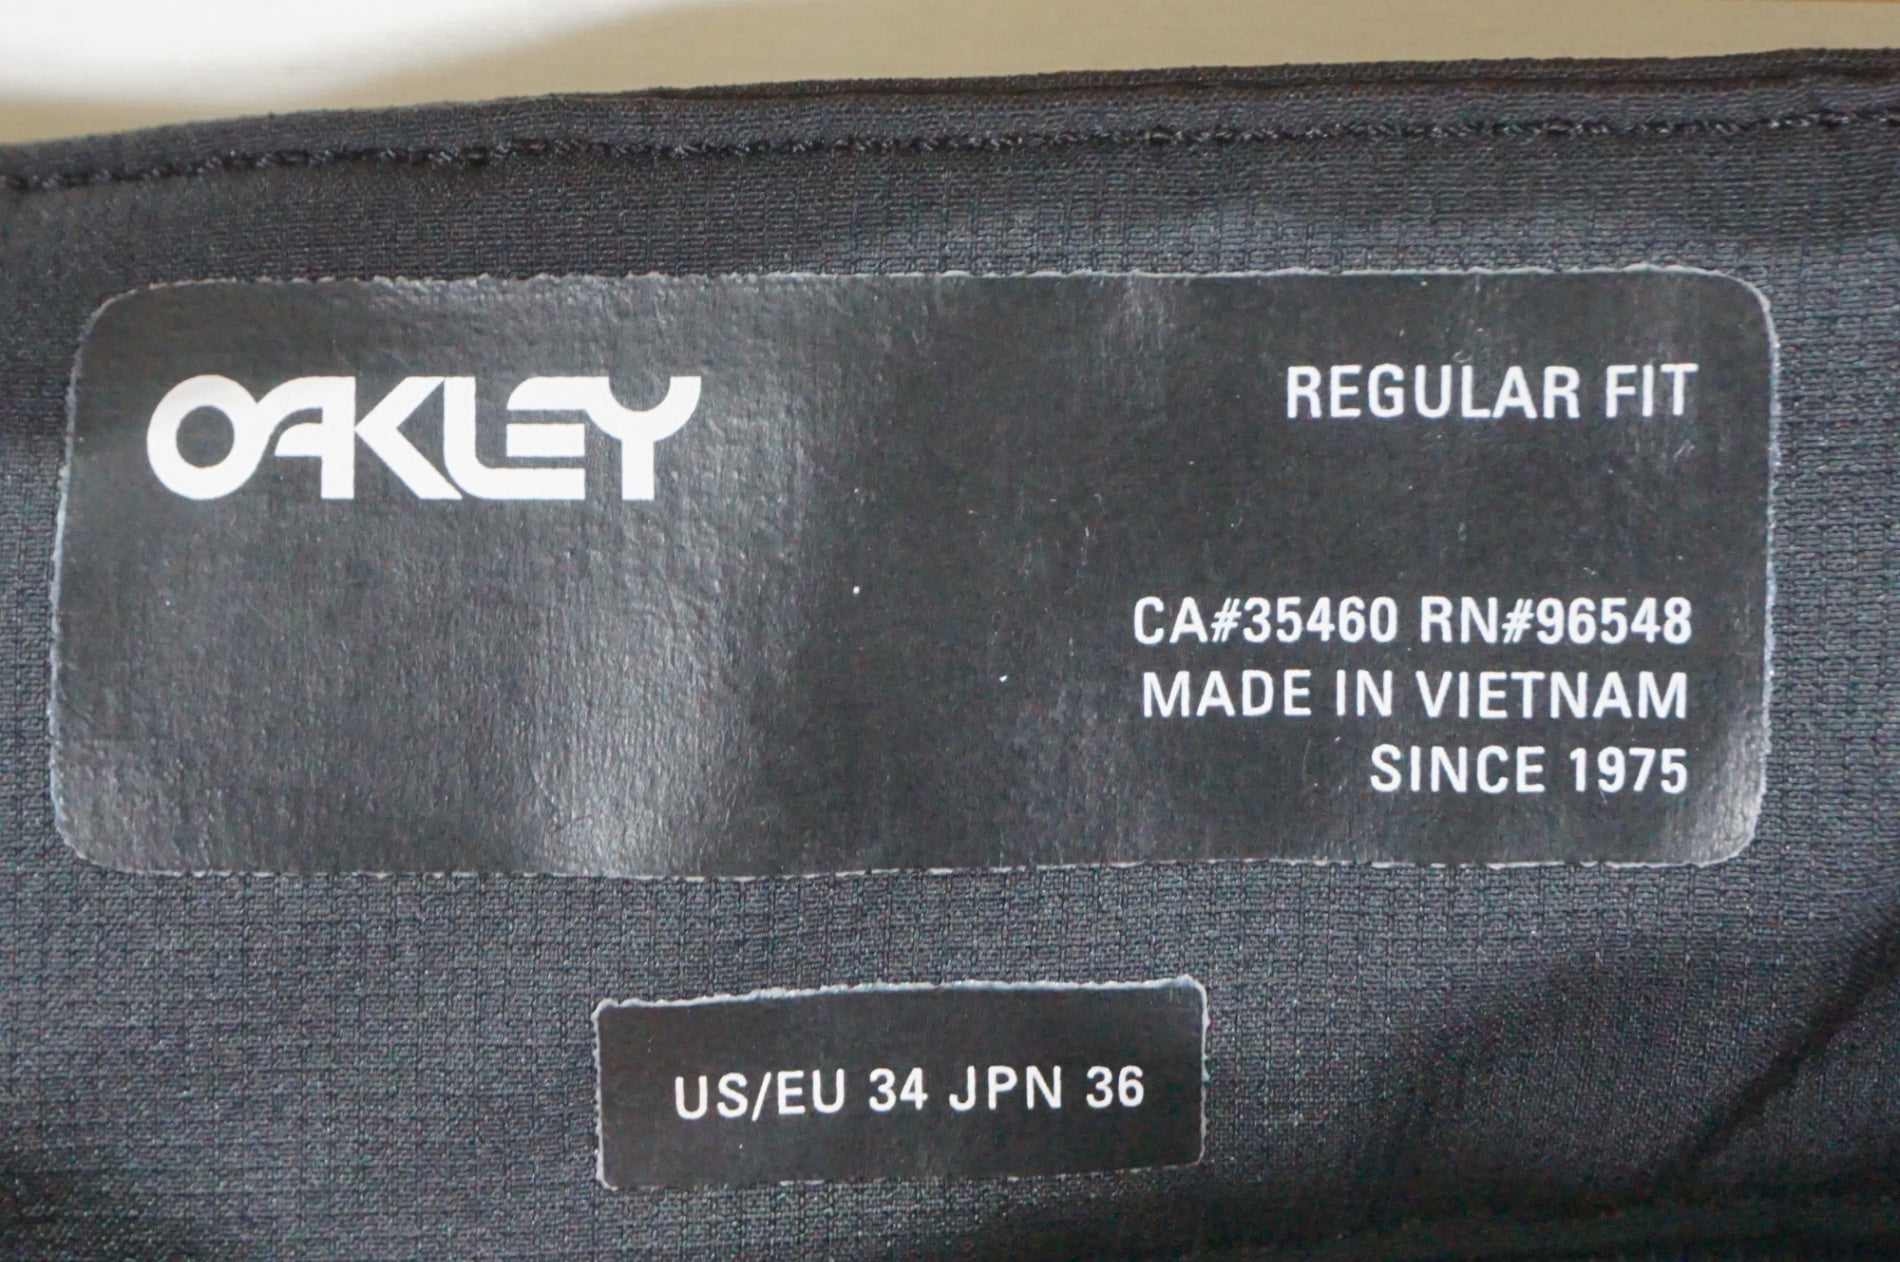 OAKLEY
REGULAR FIT
CA#35460 RN#96548
MADE IN VIETNAM
SINCE 1975
US/EU 34 JPN 36